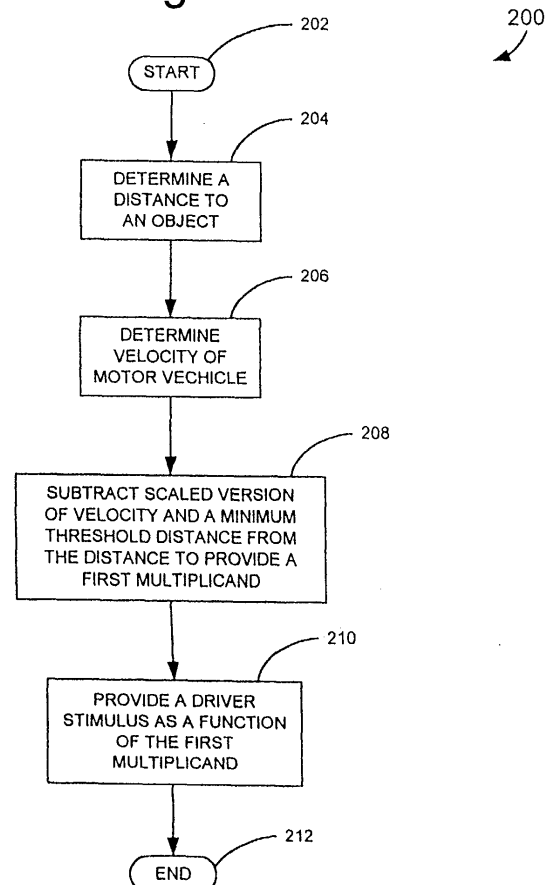 200
202
START
204
DETERMINE A
DISTANCE TO
AN OBJECT
206
DETERMINE
VELOCITY OF
MOTOR VECHICLE
208
SUBTRACT SCALED VERSION
OF VELOCITY AND A MINIMUM
THRESHOLD DISTANCE FROM
THE DISTANCE TO PROVIDE A
FIRST MULTIPLICAND
210
PROVIDE A DRIVER
STIMULUS AS A FUNCTION
OF THE FIRST
MULTIPLICAND
212
END